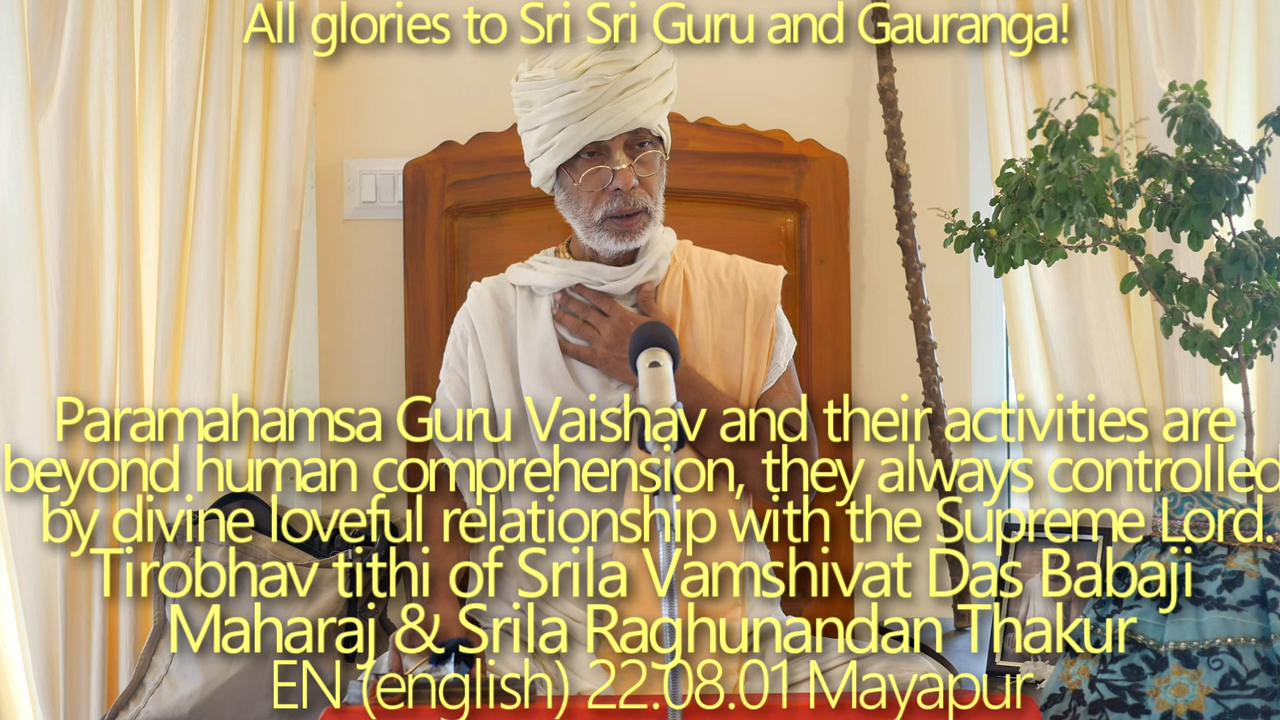 All glories to Sri Sri Guru and Gauranga!
Paramahamsa Guru Vaishav and their activities are
beyond human comprehension, they always controlled
by divine loveful relationship with the Supreme Lord.
Tirobhav tithi of Srila Vamshivat Das Babaji
Maharaj & Srila Raghunandan Thakur
EN (english) 22.08.01 Mayapur